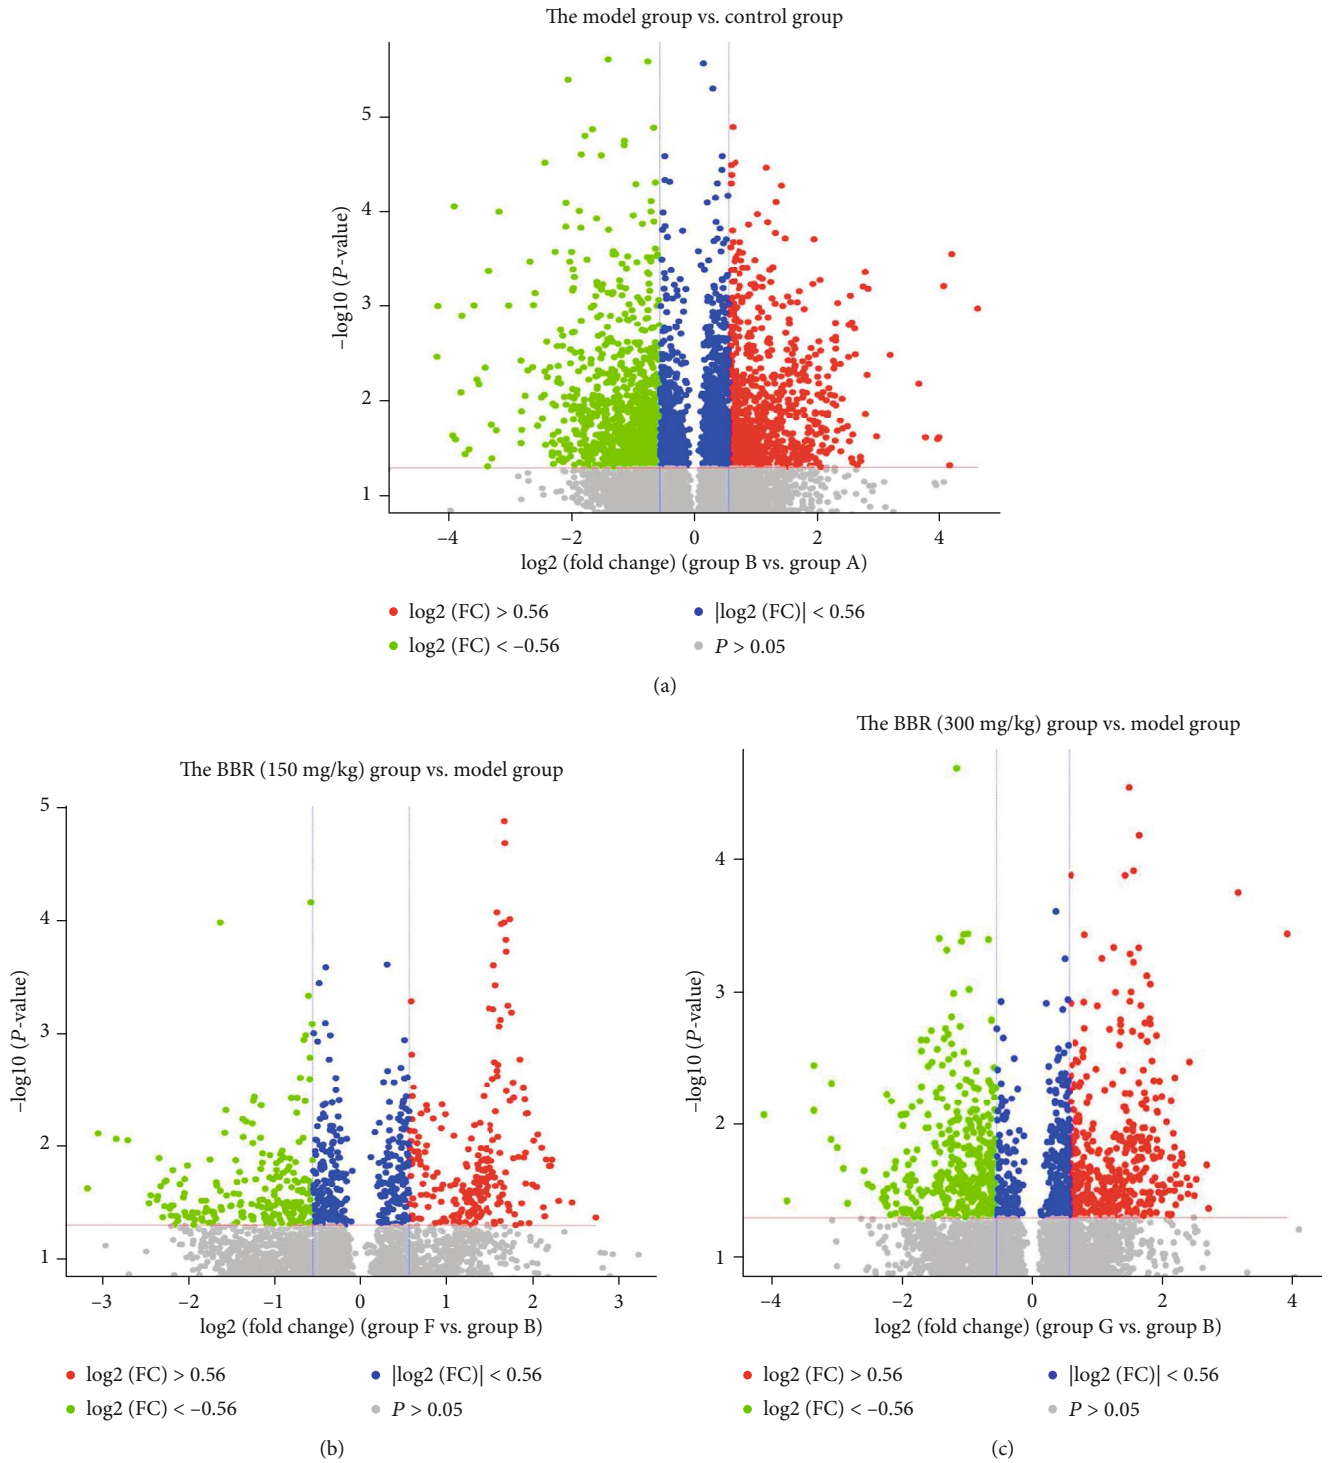 The model group vs. control group
5
4
3
2
1
–log10 (P-value)
–4 –2 0 2 4
log2 (fold change) (group B vs. group A)
log2 (FC) > 0.56 |log2 (FC)| < 0.56
log2 (FC) < –0.56 P > 0.05
(a)
The BBR (150 mg/kg) group vs. model group
5
4
3
2
1
–log10 (P-value)
–3 –2 –1 0 1 2 3
log2 (fold change) (group F vs. group B)
log2 (FC) > 0.56 |log2 (FC)| < 0.56
log2 (FC) < –0.56 P > 0.05
(b)
The BBR (300 mg/kg) group vs. model group
4
3
2
1
–log10 (P-value)
–4 –2 0 2 4
log2 (fold change) (group G vs. group B)
log2 (FC) > 0.56 |log2 (FC)| < 0.56
log2 (FC) < –0.56 P > 0.05
(c)